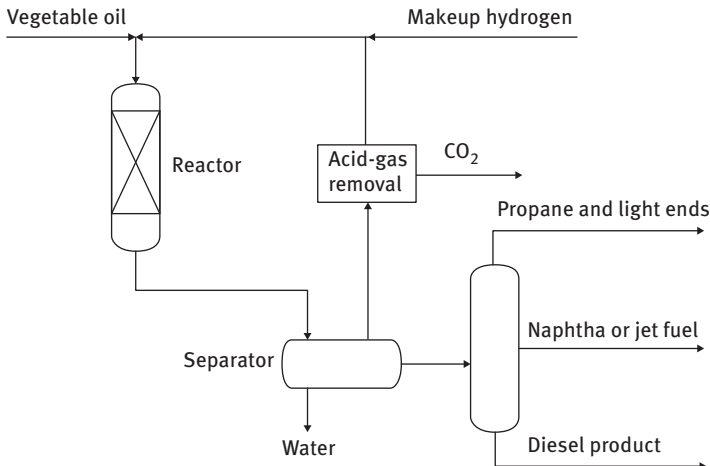 Vegetable oil
Makeup hydrogen
Reactor
Acid-gas
removal
CO₂
Propane and light ends
Naphtha or jet fuel
Separator
Water
Diesel product